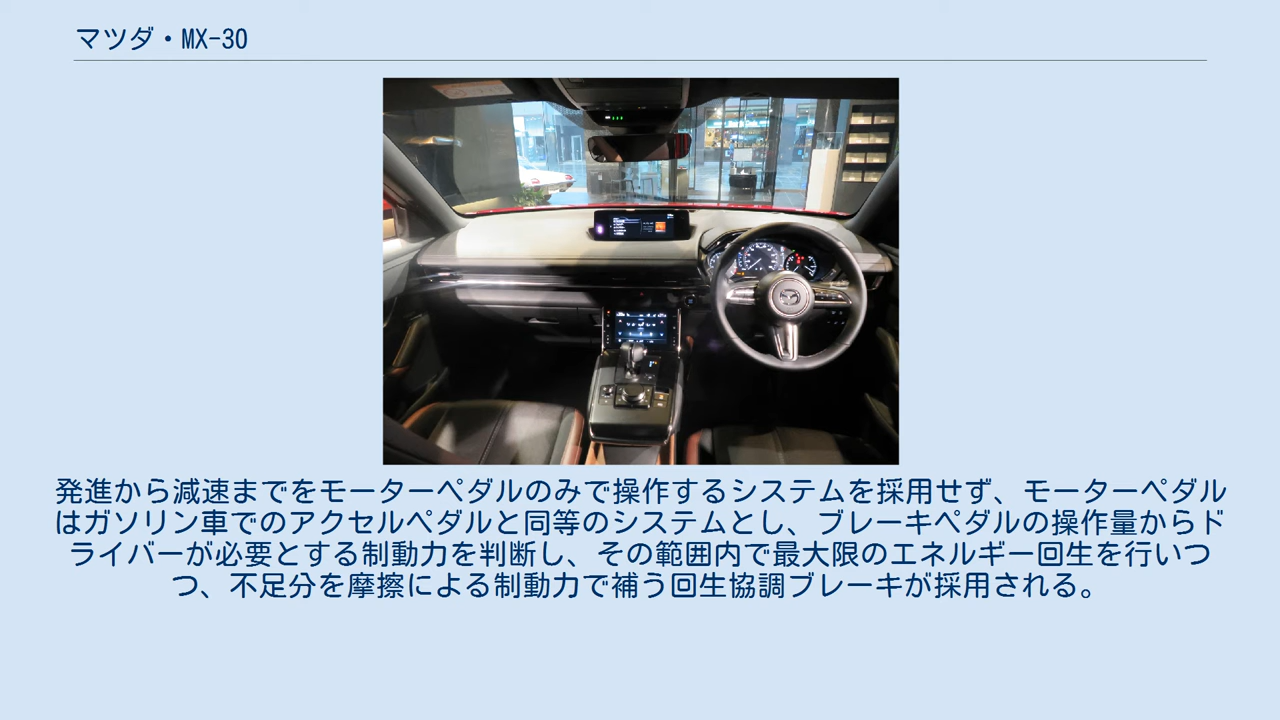 マツダ・MX-30
発進から減速までをモーターペダルのみで操作するシステムを採用せず、モーターペダル
はガソリン車でのアクセルペダルと同等のシステムとし、ブレーキペダルの操作量からド
ライバーが必要とする制動力を判断し、その範囲内で最大限のエネルギー回生を行いつ
つ、不足分を摩擦による制動力で補う回生協調ブレーキが採用される。